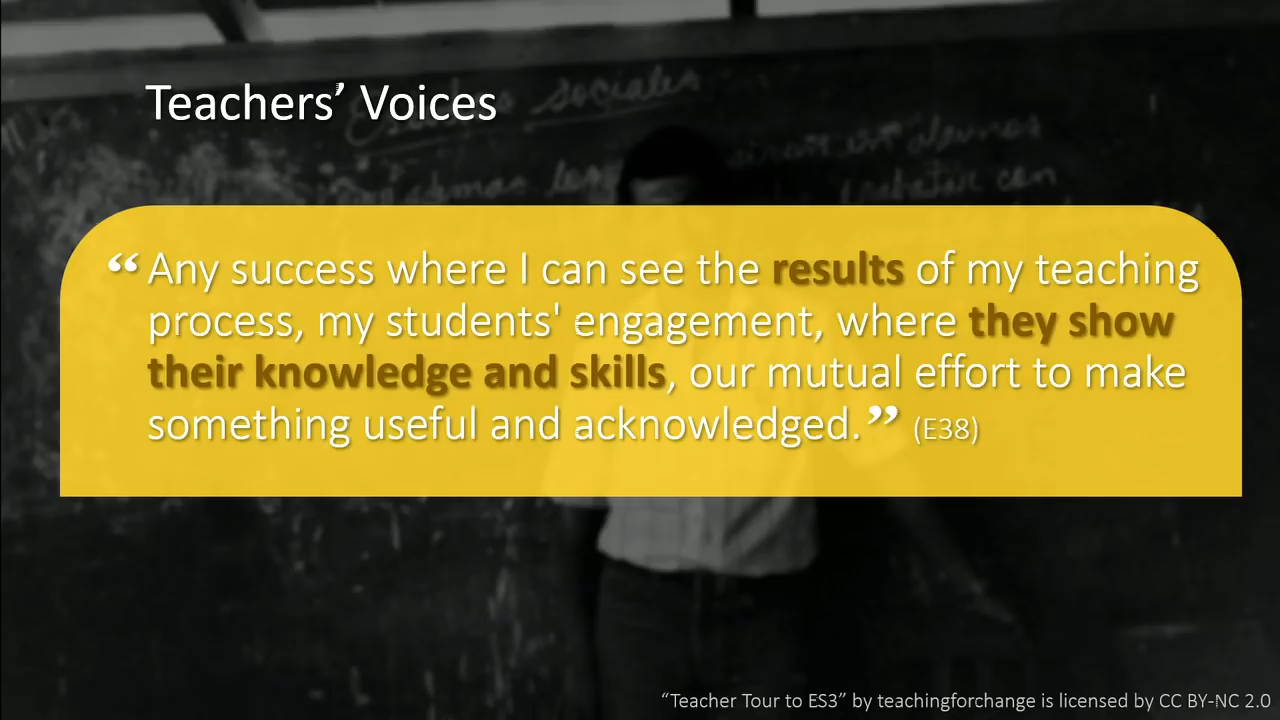 Teachers’ Voices
sociales
“Any success where I can see the results of my teaching
process, my students' engagement, where they show
their knowledge and skills, our mutual effort to make
something useful and acknowledged.” (E38)
“Teacher Tour to ES3” by teachingforchange is licensed by CC BY-NC 2.0